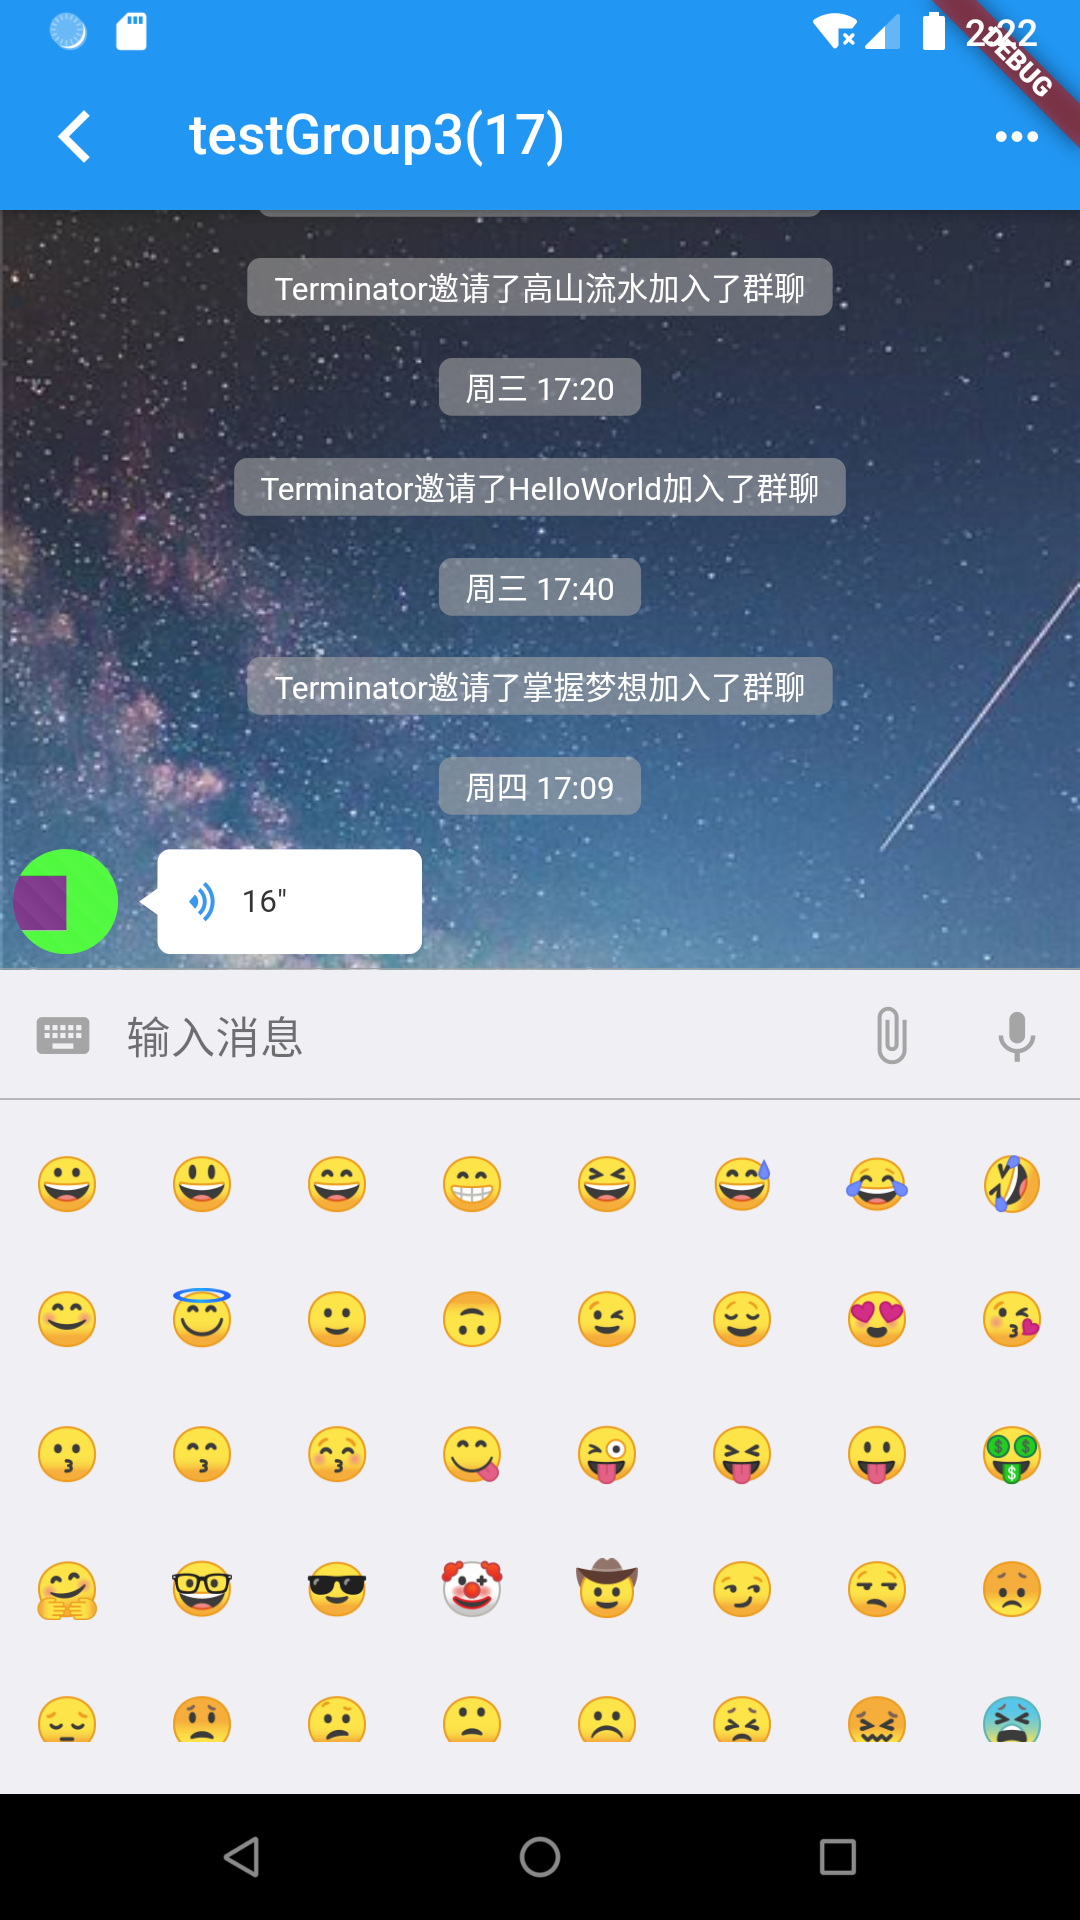 2:22
DEBUG
testGroup3(17)
Terminator邀请了高山流水加入了群聊
周三 17:20
Terminator邀请了HelloWorld加入了群聊
周三 17:40
Terminator邀请了掌握梦想加入了群聊
周四 17:09
16"
输入消息